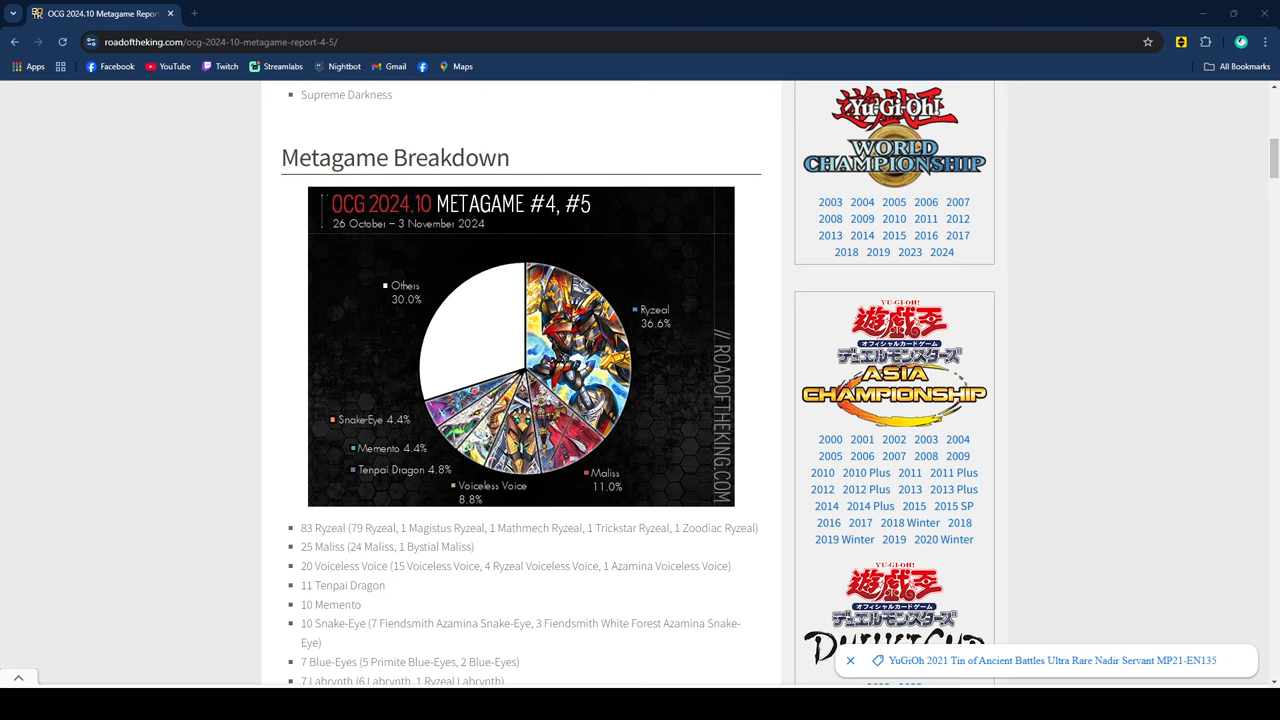 OCG 2024.10 Metagame Report
roadoftheking.com/ocg-2024-10-metagame-report-4-5/
Apps
Facebook
YouTube
Twitch
Streamlabs
Nightbot
Gmail
Maps
All Bookmarks
Supreme Darkness
Metagame Breakdown
OCG 2024.10 METAGAME #4, #5
26 October – 3 November 2024
Others
30.0%
Ryzeal
36.6%
Snake-Eye 4.4%
Memento 4.4%
Tenpai Dragon 4.8%
Voiceless Voice
8.8%
Maliss
11.0%
// ROADOFTHEKING.COM
83 Ryzeal (79 Ryzeal, 1 Magistus Ryzeal, 1 Mathmech Ryzeal, 1 Trickstar Ryzeal, 1 Zoodiac Ryzeal)
25 Maliss (24 Maliss, 1 Bystial Maliss)
20 Voiceless Voice (15 Voiceless Voice, 4 Ryzeal Voiceless Voice, 1 Azamina Voiceless Voice)
11 Tenpai Dragon
10 Memento
10 Snake-Eye (7 Fiendsmith Azamina Snake-Eye, 3 Fiendsmith White Forest Azamina Snake-
Eye)
7 Blue-Eyes (5 Primite Blue-Eyes, 2 Blue-Eyes)
7 Labrynth (6 Labrynth, 1 Ryzeal Labrynth)
遊戯王
Yu-Gi-Oh!
WORLD
CHAMPIONSHIP
2003 2004 2005 2006 2007
2008 2009 2010 2011 2012
2013 2014 2015 2016 2017
2018 2019 2023 2024
YU-GI-OH!
遊戯王
オフィシャルカードゲーム
デュエルモンスターズ
ASIA
CHAMPIONSHIP
2000 2001 2002 2003 2004
2005 2006 2007 2008 2009
2010 2010 Plus 2011 2011 Plus
2012 2012 Plus 2013 2013 Plus
2014 2014 Plus 2015 2015 SP
2016 2017 2018 Winter 2018
2019 Winter 2019 2020 Winter
YU-GI-OH!
遊戯王
オフィシャルカードゲーム
デュエルモンスターズ
YuGiOh 2021 Tin of Ancient Battles Ultra Rare Nadir Servant MP21-EN135